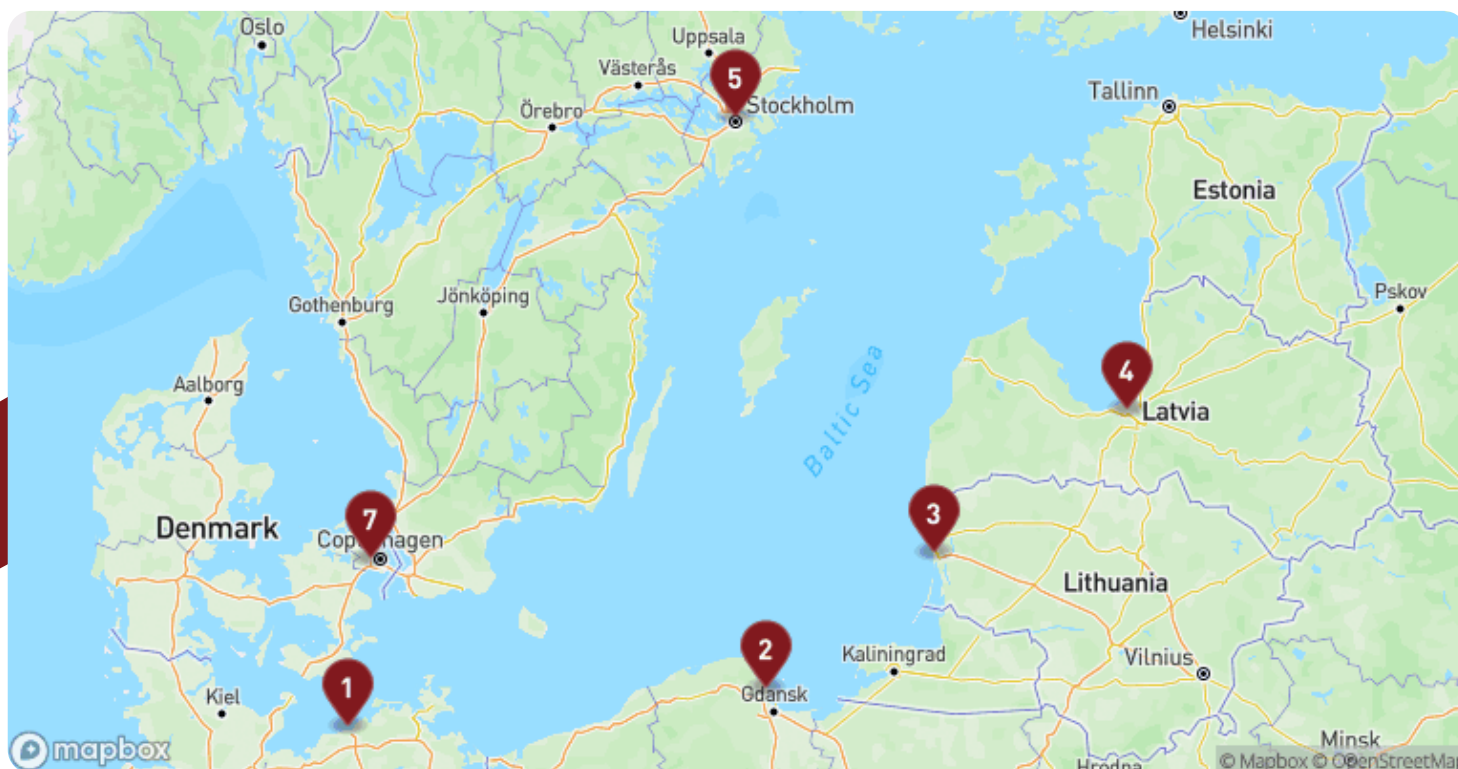 Oslo
Helsinki
Uppsala
Västerås
5
Stockholm
Örebro
Tallinn
Estonia
Pskov
Gothenburg
Jönköping
Aalborg
4
Latvia
Baltic Sea
3
7
Copenhagen
Denmark
Lithuania
2
Kaliningrad
Vilnius
1
Kiel
Gdansk
Minsk
mapbox
© Mapbox © OpenStreetMap
Hrodna